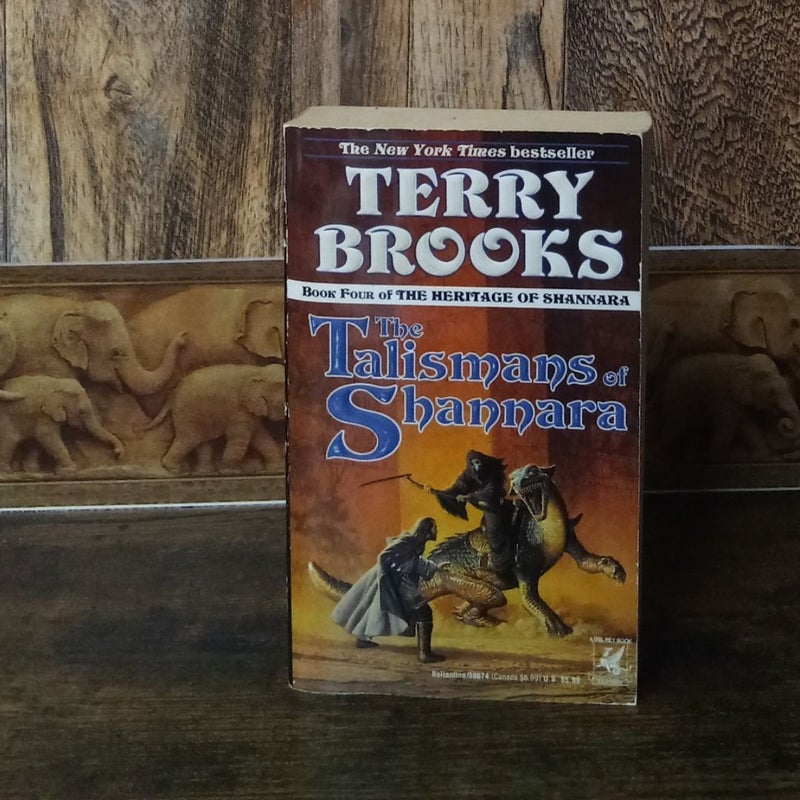 The New York Times bestseller
TERRY
BROOKS
Book Four of THE HERITAGE OF SHANNARA
The
Talismans of
Shannara
A DEL REY BOOK
Ballantine/38674 (Canada $6.99) U.S. $5.99